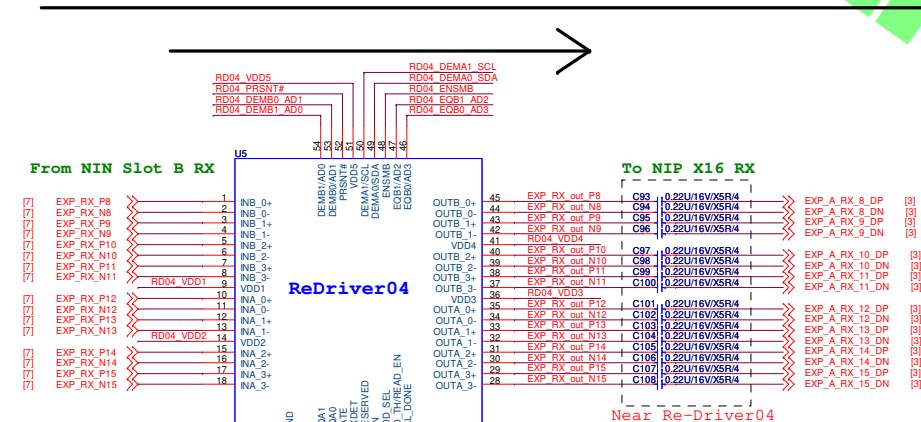 RD04_DEMA1_SCL
RD04_VDD5 RD04_DEMA0_SDA
RD04_PRSNT# RD04_ENSMB
RD04_DEMB0_AD1 RD04_EQB1_AD2
RD04_DEMB1_AD0 RD04_EQB0_AD3
54 53 52 51 50 49 48 47 46
U5
From NIN Slot B RX To NIP X16 RX
DEMB1/AD0 DEMB0/AD1 PRSNT# VDD5 DEMA1/SCL DEMA0/SDA ENSMB EQB1/AD2 EQB0/AD3
[7] EXP_RX_P8 1 INB_0+ OUTB_0+ 45 EXP_RX_out_P8 C93 0.22U/16V/X5R/4 EXP_A_RX_8_DP [3]
[7] EXP_RX_N8 2 INB_0- OUTB_0- 44 EXP_RX_out_N8 C94 0.22U/16V/X5R/4 EXP_A_RX_8_DN [3]
[7] EXP_RX_P9 3 INB_1+ OUTB_1+ 43 EXP_RX_out_P9 C95 0.22U/16V/X5R/4 EXP_A_RX_9_DP [3]
[7] EXP_RX_N9 4 INB_1- OUTB_1- 42 EXP_RX_out_N9 C96 0.22U/16V/X5R/4 EXP_A_RX_9_DN [3]
[7] EXP_RX_P10 5 INB_2+ VDD4 41 RD04_VDD4
[7] EXP_RX_N10 6 INB_2- OUTB_2+ 40 EXP_RX_out_P10 C97 0.22U/16V/X5R/4 EXP_A_RX_10_DP [3]
[7] EXP_RX_P11 7 INB_3+ OUTB_2- 39 EXP_RX_out_N10 C98 0.22U/16V/X5R/4 EXP_A_RX_10_DN [3]
[7] EXP_RX_N11 8 INB_3- OUTB_3+ 38 EXP_RX_out_P11 C99 0.22U/16V/X5R/4 EXP_A_RX_11_DP [3]
RD04_VDD1 9 VDD1 ReDriver04 OUTB_3- 37 EXP_RX_out_N11 C100 0.22U/16V/X5R/4 EXP_A_RX_11_DN [3]
[7] EXP_RX_P12 10 INA_0+ VDD3 36 RD04_VDD3
[7] EXP_RX_N12 11 INA_0- OUTA_0+ 35 EXP_RX_out_P12 C101 0.22U/16V/X5R/4 EXP_A_RX_12_DP [3]
[7] EXP_RX_P13 12 INA_1+ OUTA_0- 34 EXP_RX_out_N12 C102 0.22U/16V/X5R/4 EXP_A_RX_12_DN [3]
[7] EXP_RX_N13 13 INA_1- OUTA_1+ 33 EXP_RX_out_P13 C103 0.22U/16V/X5R/4 EXP_A_RX_13_DP [3]
RD04_VDD2 14 VDD2 OUTA_1- 32 EXP_RX_out_N13 C104 0.22U/16V/X5R/4 EXP_A_RX_13_DN [3]
[7] EXP_RX_P14 15 INA_2+ OUTA_2+ 31 EXP_RX_out_P14 C105 0.22U/16V/X5R/4 EXP_A_RX_14_DP [3]
[7] EXP_RX_N14 16 INA_2- OUTA_2- 30 EXP_RX_out_N14 C106 0.22U/16V/X5R/4 EXP_A_RX_14_DN [3]
[7] EXP_RX_P15 17 INA_3+ OUTA_3+ 29 EXP_RX_out_P15 C107 0.22U/16V/X5R/4 EXP_A_RX_15_DP [3]
[7] EXP_RX_N15 18 INA_3- OUTA_3- 28 EXP_RX_out_N15 C108 0.22U/16V/X5R/4 EXP_A_RX_15_DN [3]
Near Re-Driver04